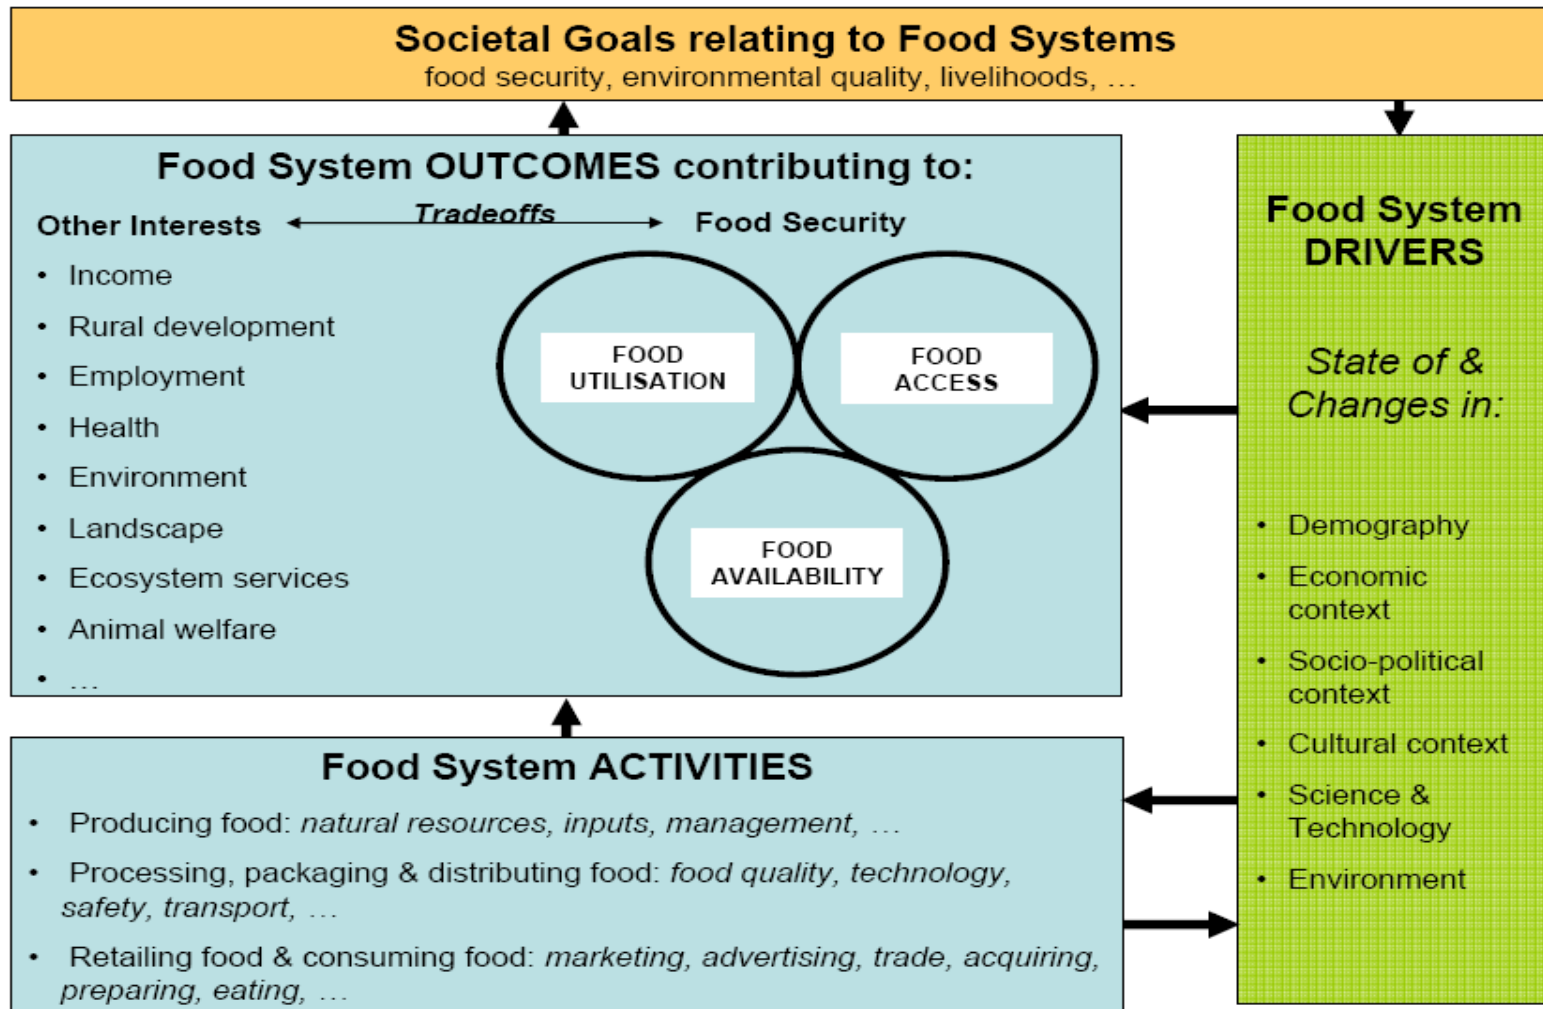 Societal Goals relating to Food Systems
food security, environmental quality, livelihoods, …
Food System OUTCOMES contributing to:
Other Interests
Tradeoffs
Food Security
• Income
• Rural development
• Employment
• Health
• Environment
• Landscape
• Ecosystem services
• Animal welfare
• …
FOOD
UTILISATION
FOOD
ACCESS
FOOD
AVAILABILITY
Food System
DRIVERS
State of &
Changes in:
• Demography
• Economic
context
• Socio-political
context
• Cultural context
• Science &
Technology
• Environment
Food System ACTIVITIES
• Producing food: natural resources, inputs, management, …
• Processing, packaging & distributing food: food quality, technology,
safety, transport, …
• Retailing food & consuming food: marketing, advertising, trade, acquiring,
preparing, eating, …